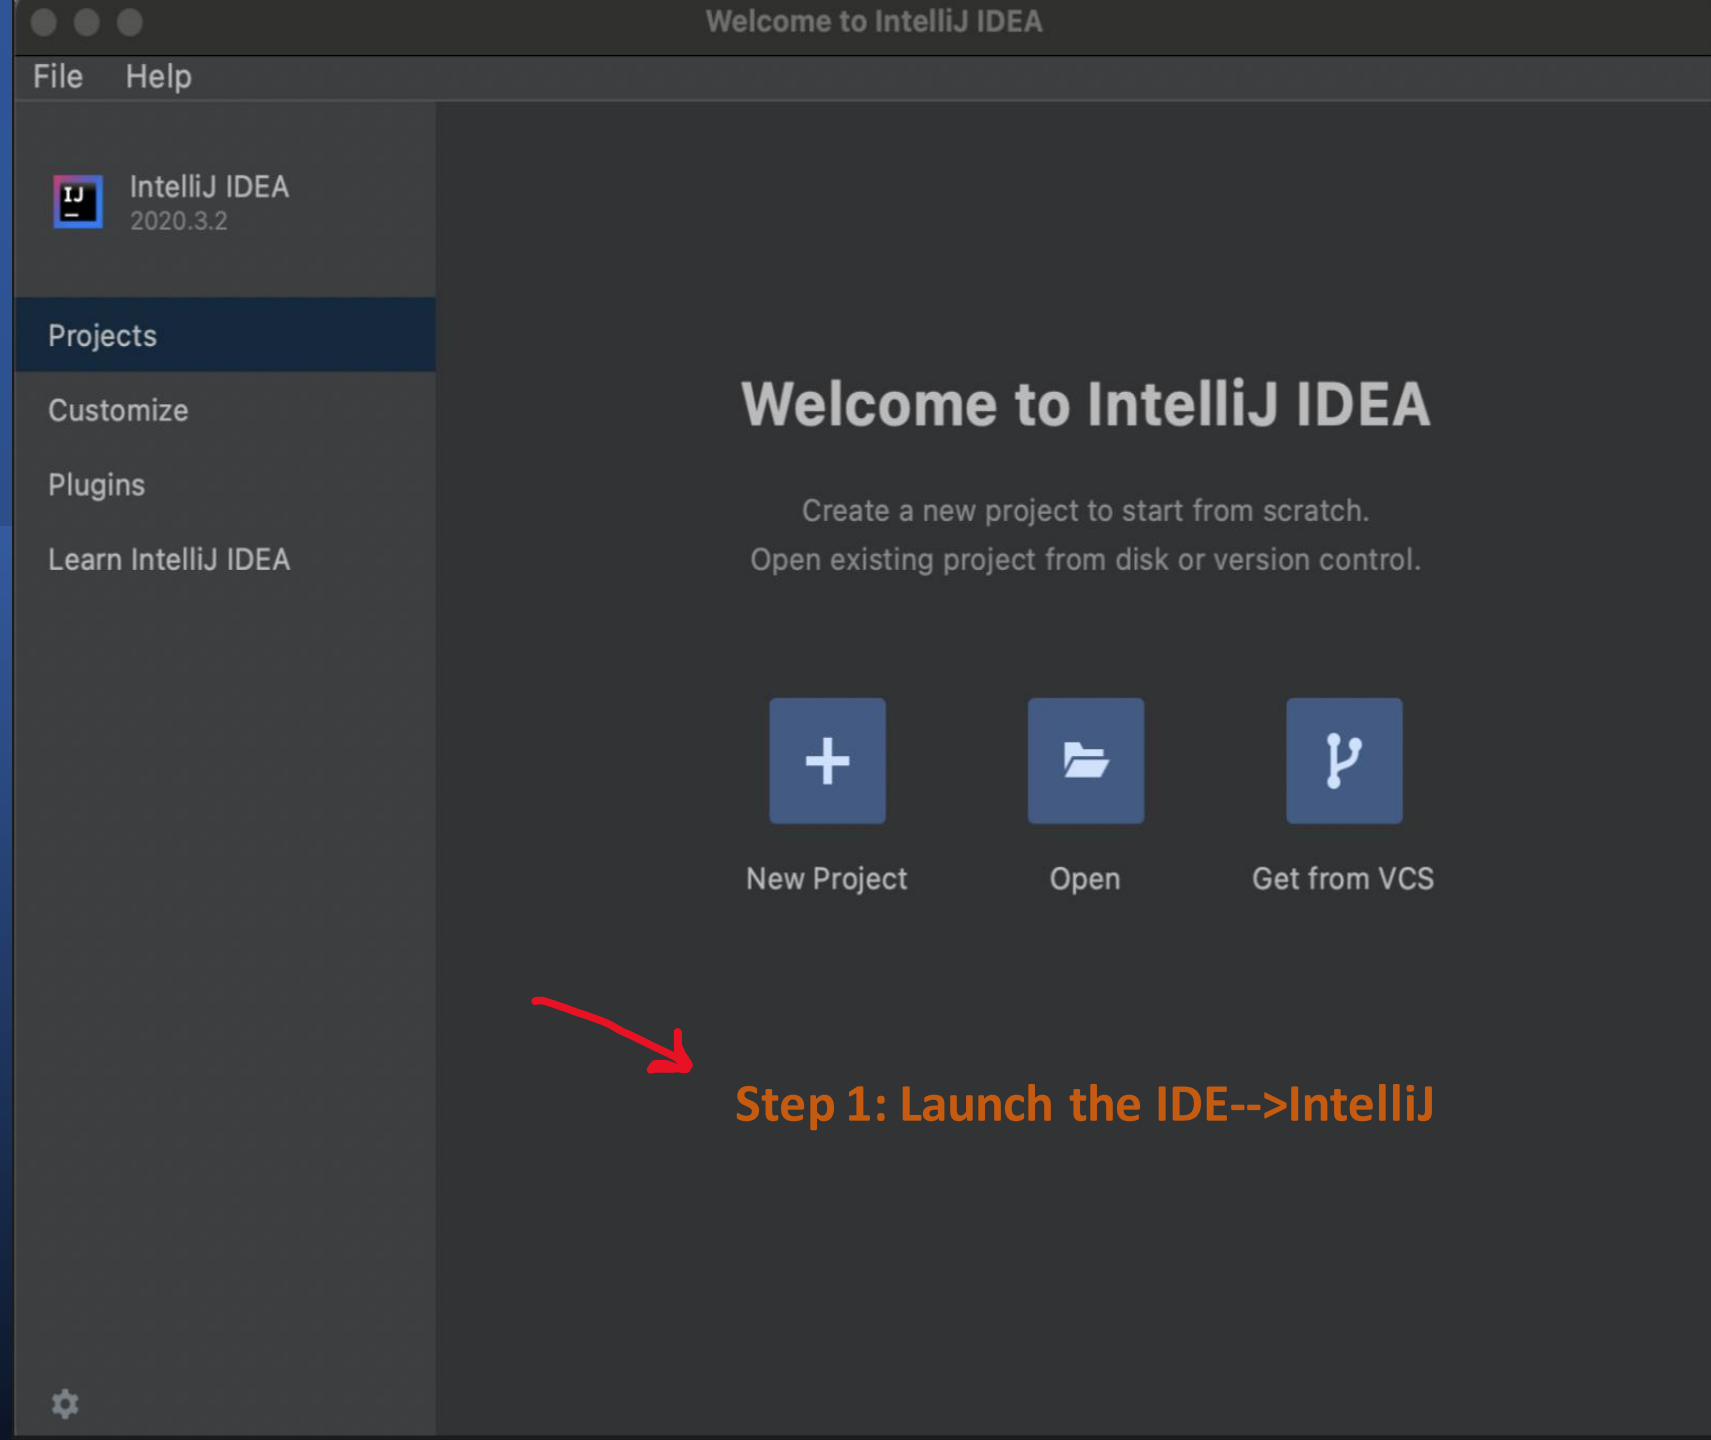 Welcome to IntelliJ IDEA
File Help
IJ
IntelliJ IDEA
2020.3.2
Projects
Customize
Plugins
Learn IntelliJ IDEA
Welcome to IntelliJ IDEA
Create a new project to start from scratch.
Open existing project from disk or version control.
New Project Open Get from VCS
Step 1: Launch the IDE-->IntelliJ